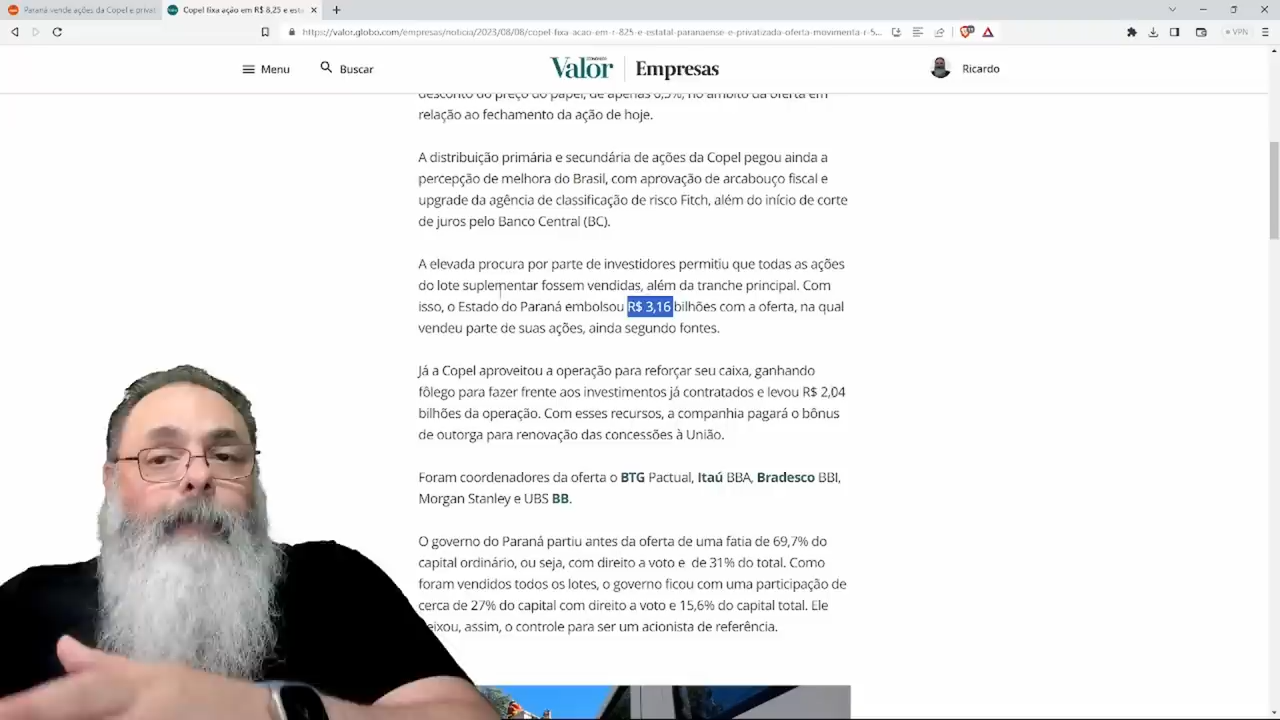 Paraná vende ações da Copel e privat
Copel fixa ação em R$ 8,25 e esta
https://valor.globo.com/empresas/noticia/2023/08/08/copel-fixa-acao-em-r-825-e-estatal-paranaense-e-privatizada-oferta-movimenta-r-5...
VPN
Menu
Buscar
Valor
Empresas
Ricardo
desconto do preço do papel, de apenas 6,5%, no âmbito da oferta em
relação ao fechamento da ação de hoje.
A distribuição primária e secundária de ações da Copel pegou ainda a
percepção de melhora do Brasil, com aprovação de arcabouço fiscal e
upgrade da agência de classificação de risco Fitch, além do início de corte
de juros pelo Banco Central (BC).
A elevada procura por parte de investidores permitiu que todas as ações
do lote suplementar fossem vendidas, além da tranche principal. Com
isso, o Estado do Paraná embolsou R$ 3,16 bilhões com a oferta, na qual
vendeu parte de suas ações, ainda segundo fontes.
Já a Copel aproveitou a operação para reforçar seu caixa, ganhando
fôlego para fazer frente aos investimentos já contratados e levou R$ 2,04
bilhões da operação. Com esses recursos, a companhia pagará o bônus
de outorga para renovação das concessões à União.
Foram coordenadores da oferta o BTG Pactual, Itaú BBA, Bradesco BBI,
Morgan Stanley e UBS BB.
O governo do Paraná partiu antes da oferta de uma fatia de 69,7% do
capital ordinário, ou seja, com direito a voto e de 31% do total. Como
foram vendidos todos os lotes, o governo ficou com uma participação de
cerca de 27% do capital com direito a voto e 15,6% do capital total. Ele
eixou, assim, o controle para ser um acionista de referência.